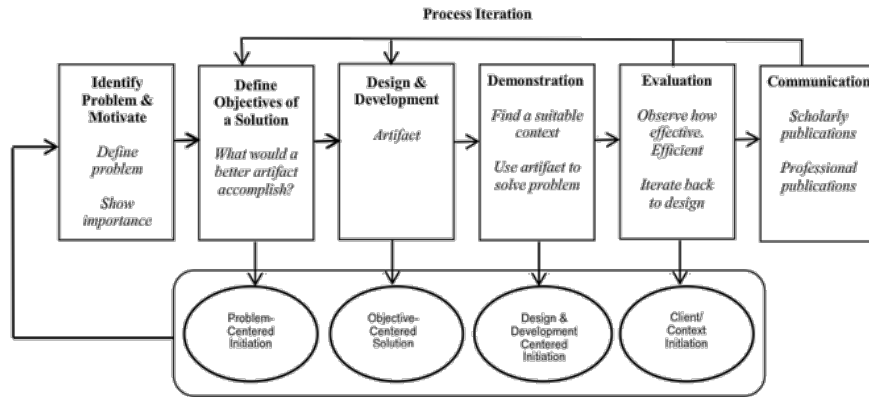 Process Iteration
Identify
Problem &
Motivate
Define
problem
Show
importance
Define
Objectives of
a Solution
What would a
better artifact
accomplish?
Design &
Development
Artifact
Demonstration
Find a suitable
context
Use artifact to
solve problem
Evaluation
Observe how
effective.
Efficient
Iterate back
to design
Communication
Scholarly
publications
Professional
publications
Problem-
Centered
Initiation
Objective-
Centered
Solution
Design &
Development
Centered
Initiation
Client/
Context
Initiation